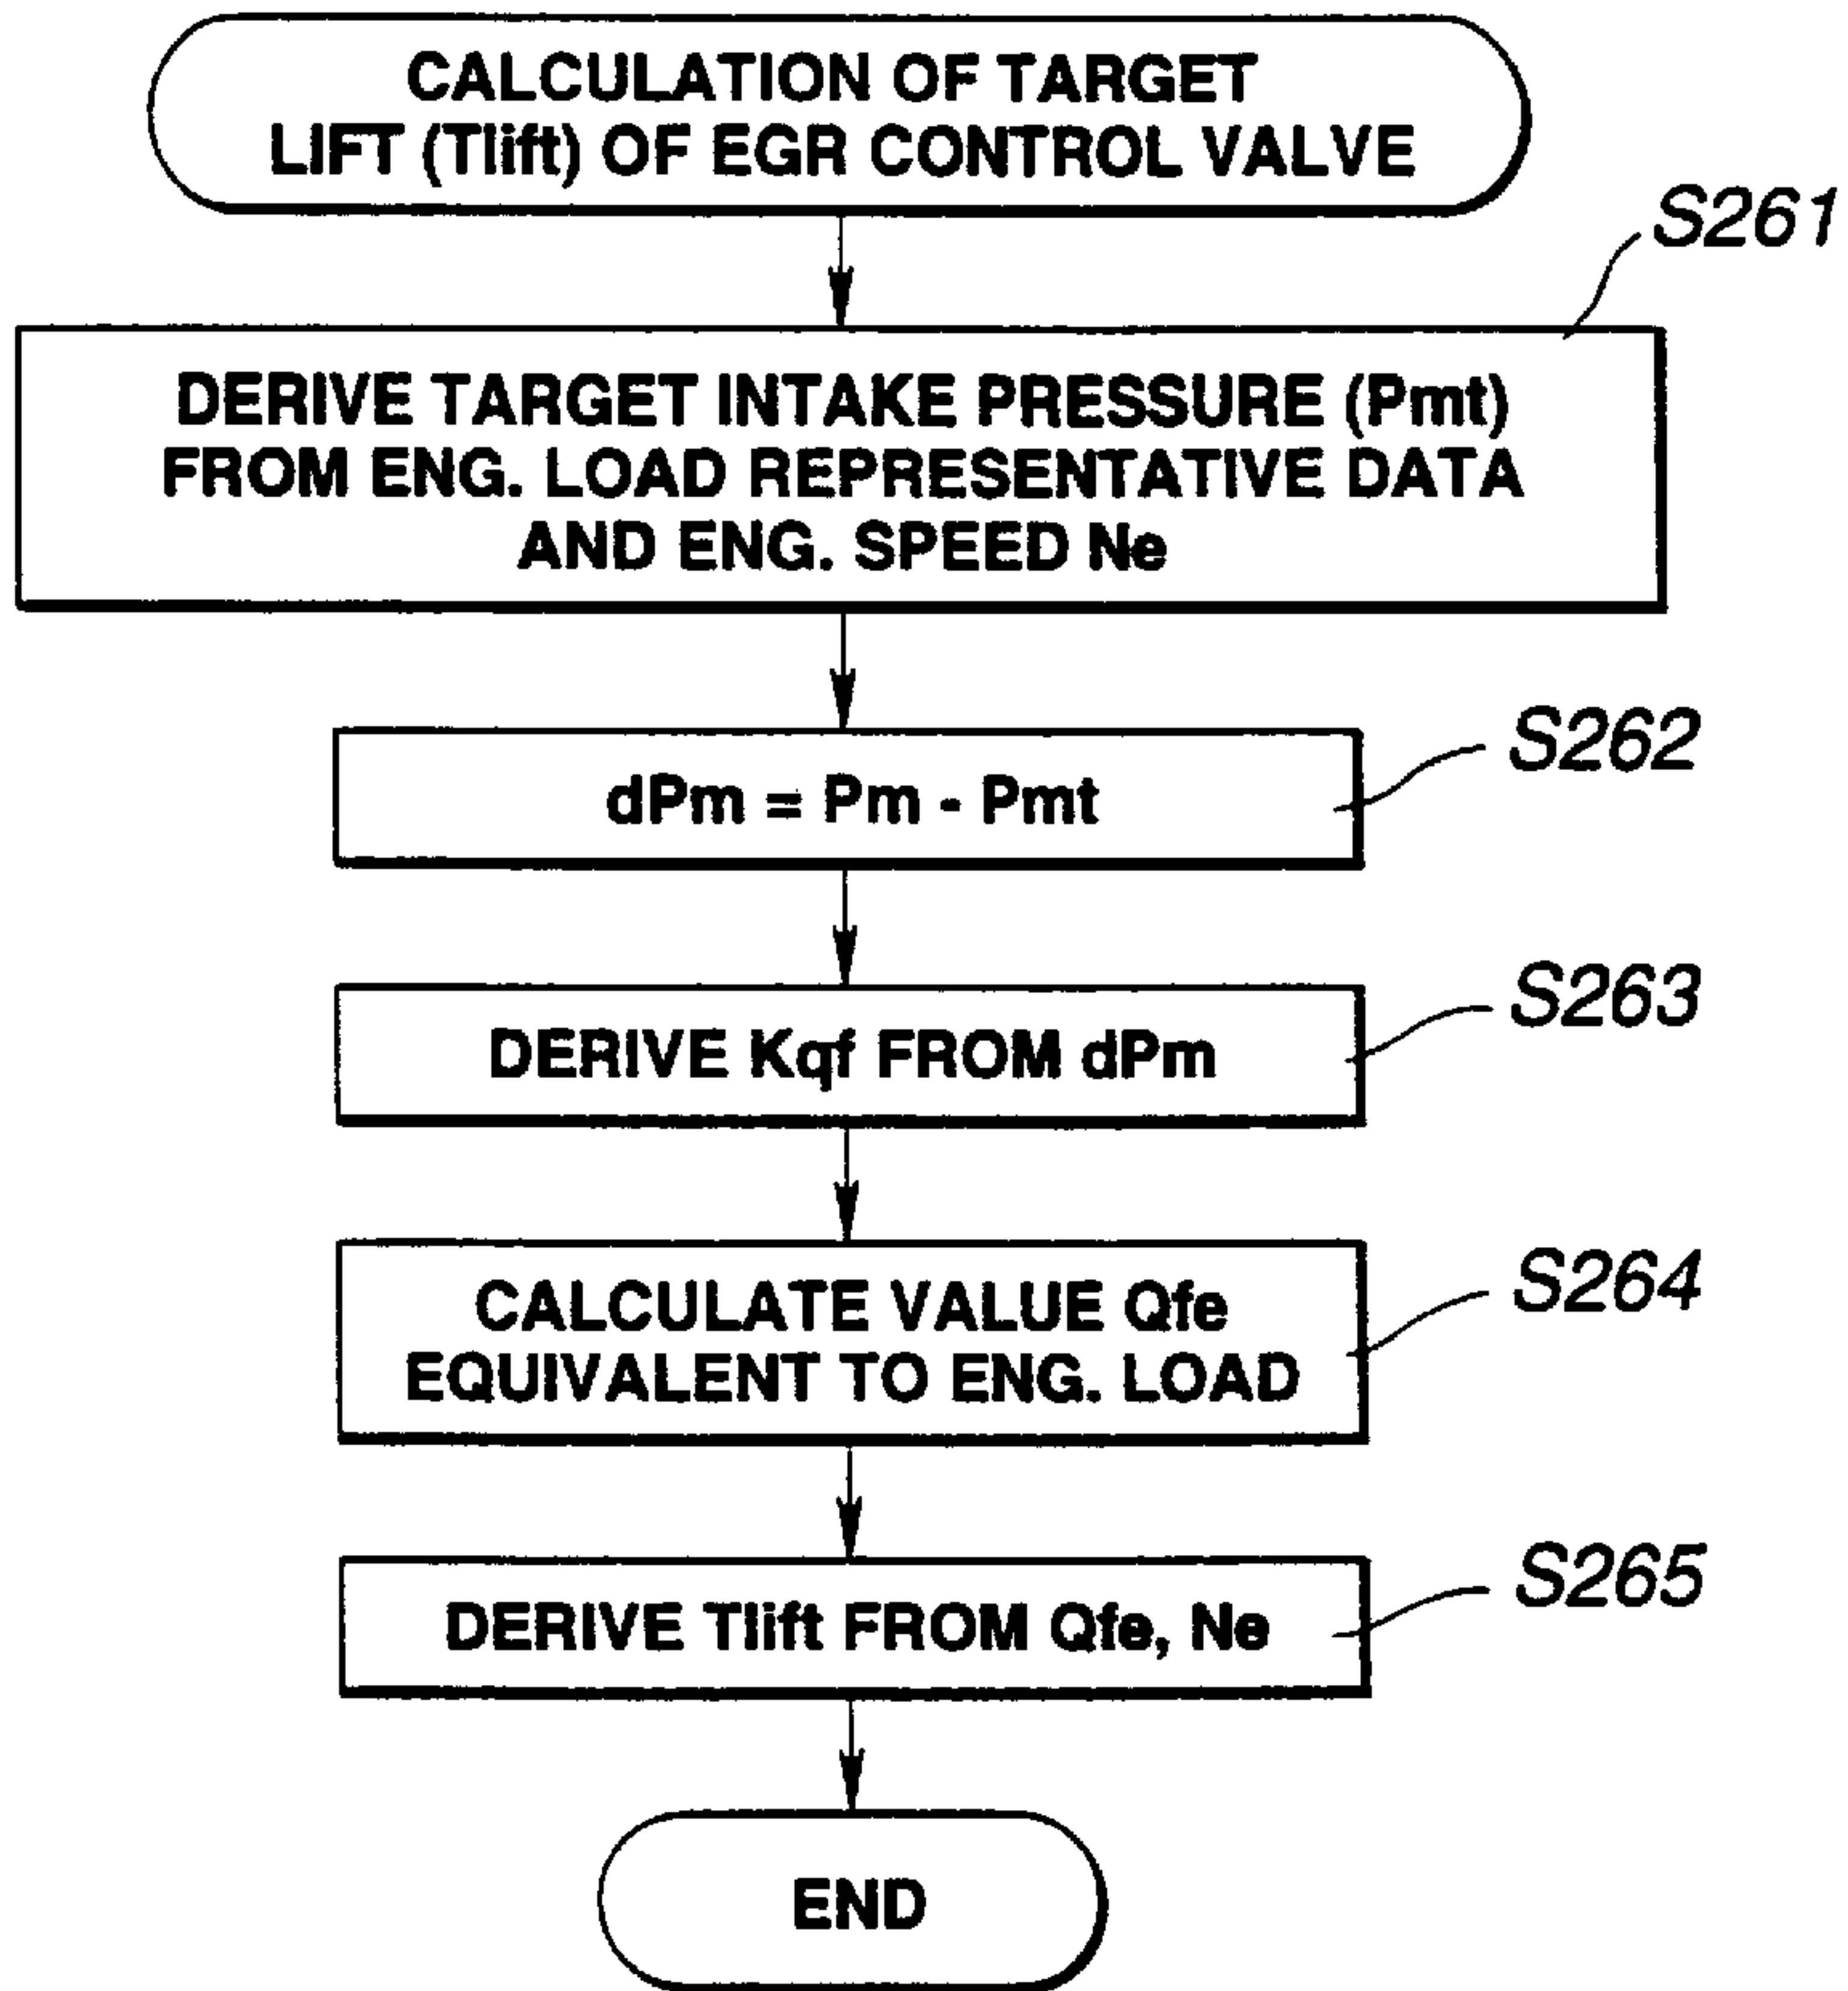 CALCULATION OF TARGET
LIFT (Tlift) OF EGR CONTROL VALVE
S261
DERIVE TARGET INTAKE PRESSURE (Pmt)
FROM ENG. LOAD REPRESENTATIVE DATA
AND ENG. SPEED Ne
S262
dPm = Pm - Pmt
S263
DERIVE Kqf FROM dPm
S264
CALCULATE VALUE Qfe
EQUIVALENT TO ENG. LOAD
S265
DERIVE Tlift FROM Qfe, Ne
END